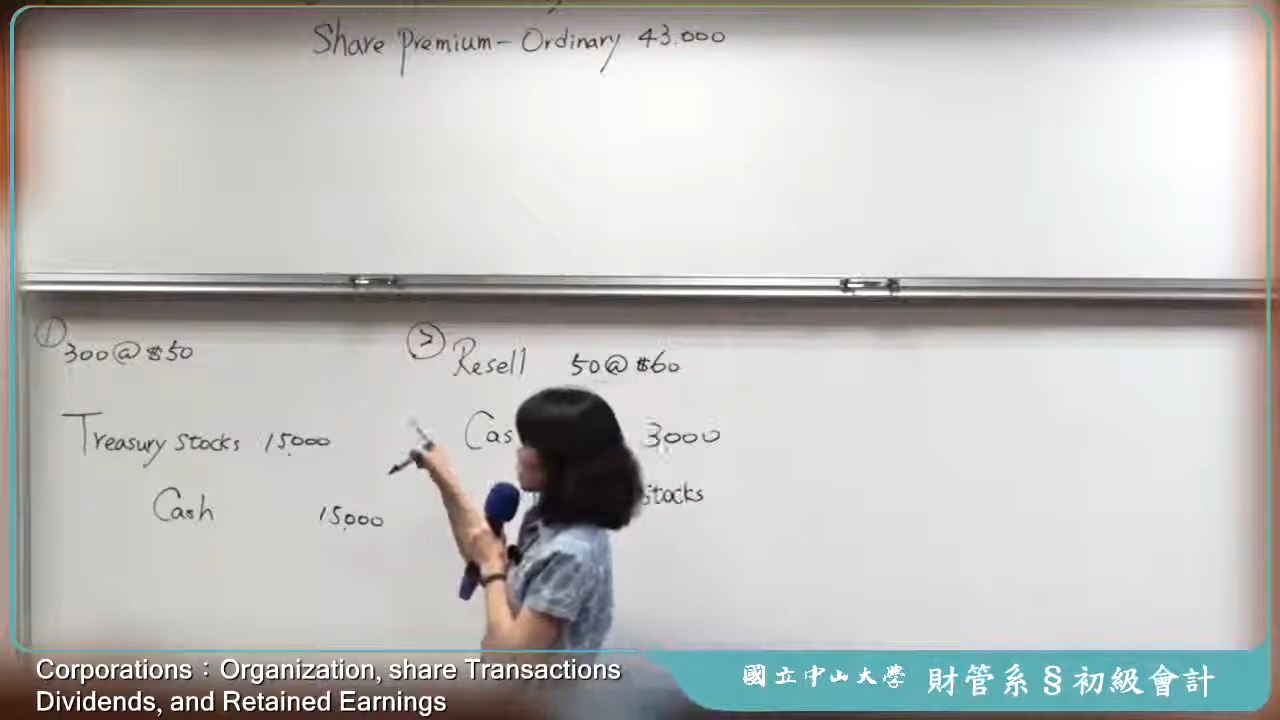 Share Premium - Ordinary 43.000
① 300@$50
Treasury Stocks 15.000
Cash 15.000
② Resell 50@$60
3.000
Stocks
Corporations：Organization, share Transactions
Dividends, and Retained Earnings
國立中山大學 財管系§初級會計